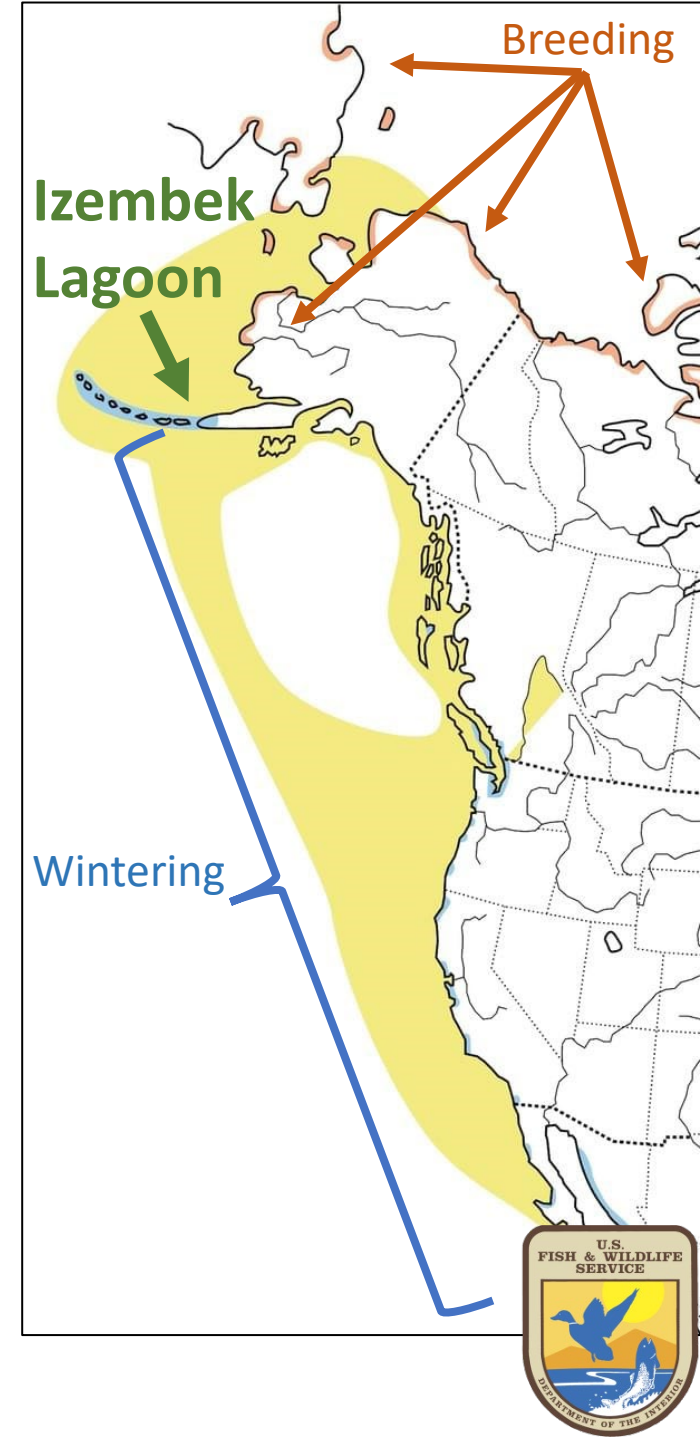 Breeding
Izembek
Lagoon
Wintering
U.S.
FISH & WILDLIFE
SERVICE
DEPARTMENT OF THE INTERIOR